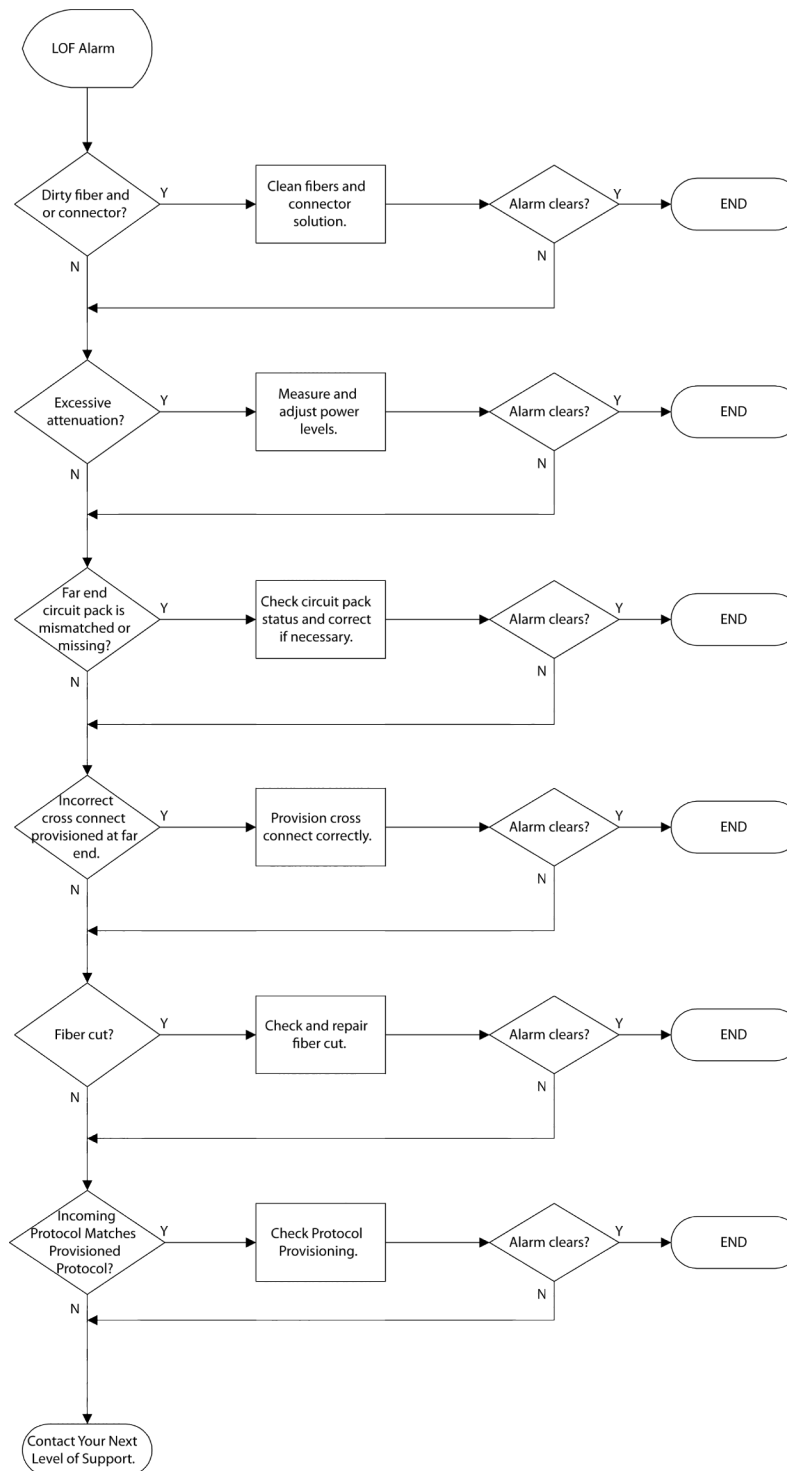 LOF Alarm
Dirty fiber and
or connector?
Y
Clean fibers and
connector
solution.
Alarm clears?
Y
END
N
N
Excessive
attenuation?
Y
Measure and
adjust power
levels.
Alarm clears?
Y
END
N
N
Far end
circuit pack is
mismatched or
missing?
Y
Check circuit pack
status and correct
if necessary.
Alarm clears?
Y
END
N
N
Incorrect
cross connect
provisioned at far
end.
Y
Provision cross
connect correctly.
Alarm clears?
Y
END
N
N
Fiber cut?
Y
Check and repair
fiber cut.
Alarm clears?
Y
END
N
N
Incoming
Protocol Matches
Provisioned
Protocol?
Y
Check Protocol
Provisioning.
Alarm clears?
Y
END
N
N
Contact Your Next
Level of Support.